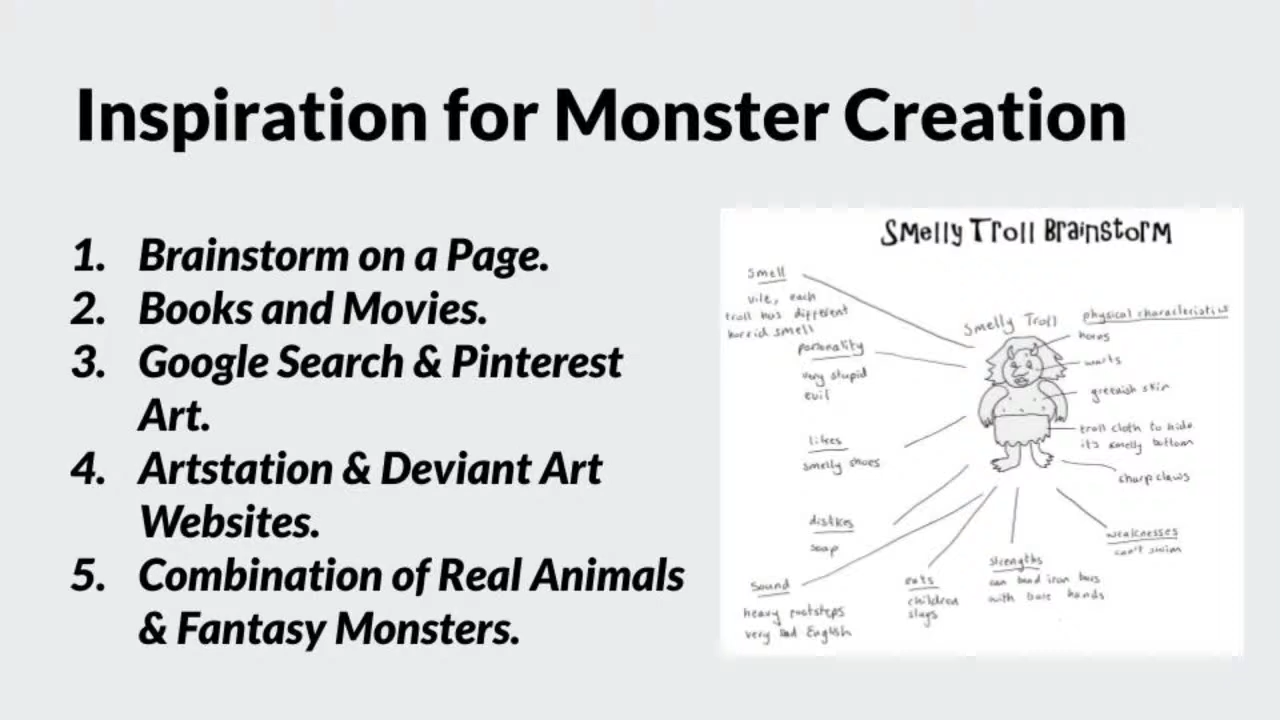 Inspiration for Monster Creation
1. Brainstorm on a Page.
2. Books and Movies.
3. Google Search & Pinterest
Art.
4. Artstation & Deviant Art
Websites.
5. Combination of Real Animals
& Fantasy Monsters.
Smelly Troll Brainstorm
smell
vile, each
troll has different
horrid smell
personality
very stupid
evil
likes
smelly shoes
dislikes
soap
sound
heavy footsteps
very bad English
eats
children
slugs
strengths
can bend iron bars
with bare hands
weaknesses
can't swim
Smelly Troll
physical characteristics
horns
warts
greenish skin
troll cloth to hide
its smelly bottom
sharp claws